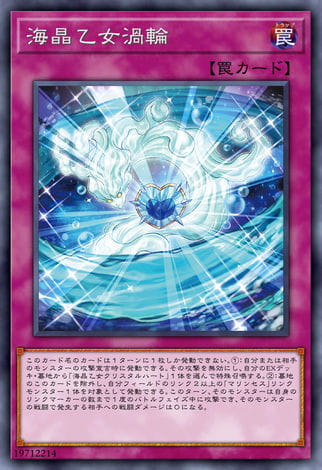 海晶乙女渦輪
トラップ
罠
【罠カード】
このカード名のカードは1ターンに1枚しか発動できない。①:自分または相手
のモンスターの攻撃宣言時に発動できる。その攻撃を無効にし、自分のEXデッ
キ・墓地から「海晶乙女クリスタルハート」1体を選んで特殊召喚する。②:墓地
のこのカードを除外し、自分フィールドのリンク2以上の「マリンセス」リンク
モンスター1体を対象として発動できる。このターン、そのモンスターは自身の
リンクマーカーの数まで1度のバトルフェイズ中に攻撃でき、そのモンスター
の戦闘で発生する相手への戦闘ダメージは0になる。
19712214